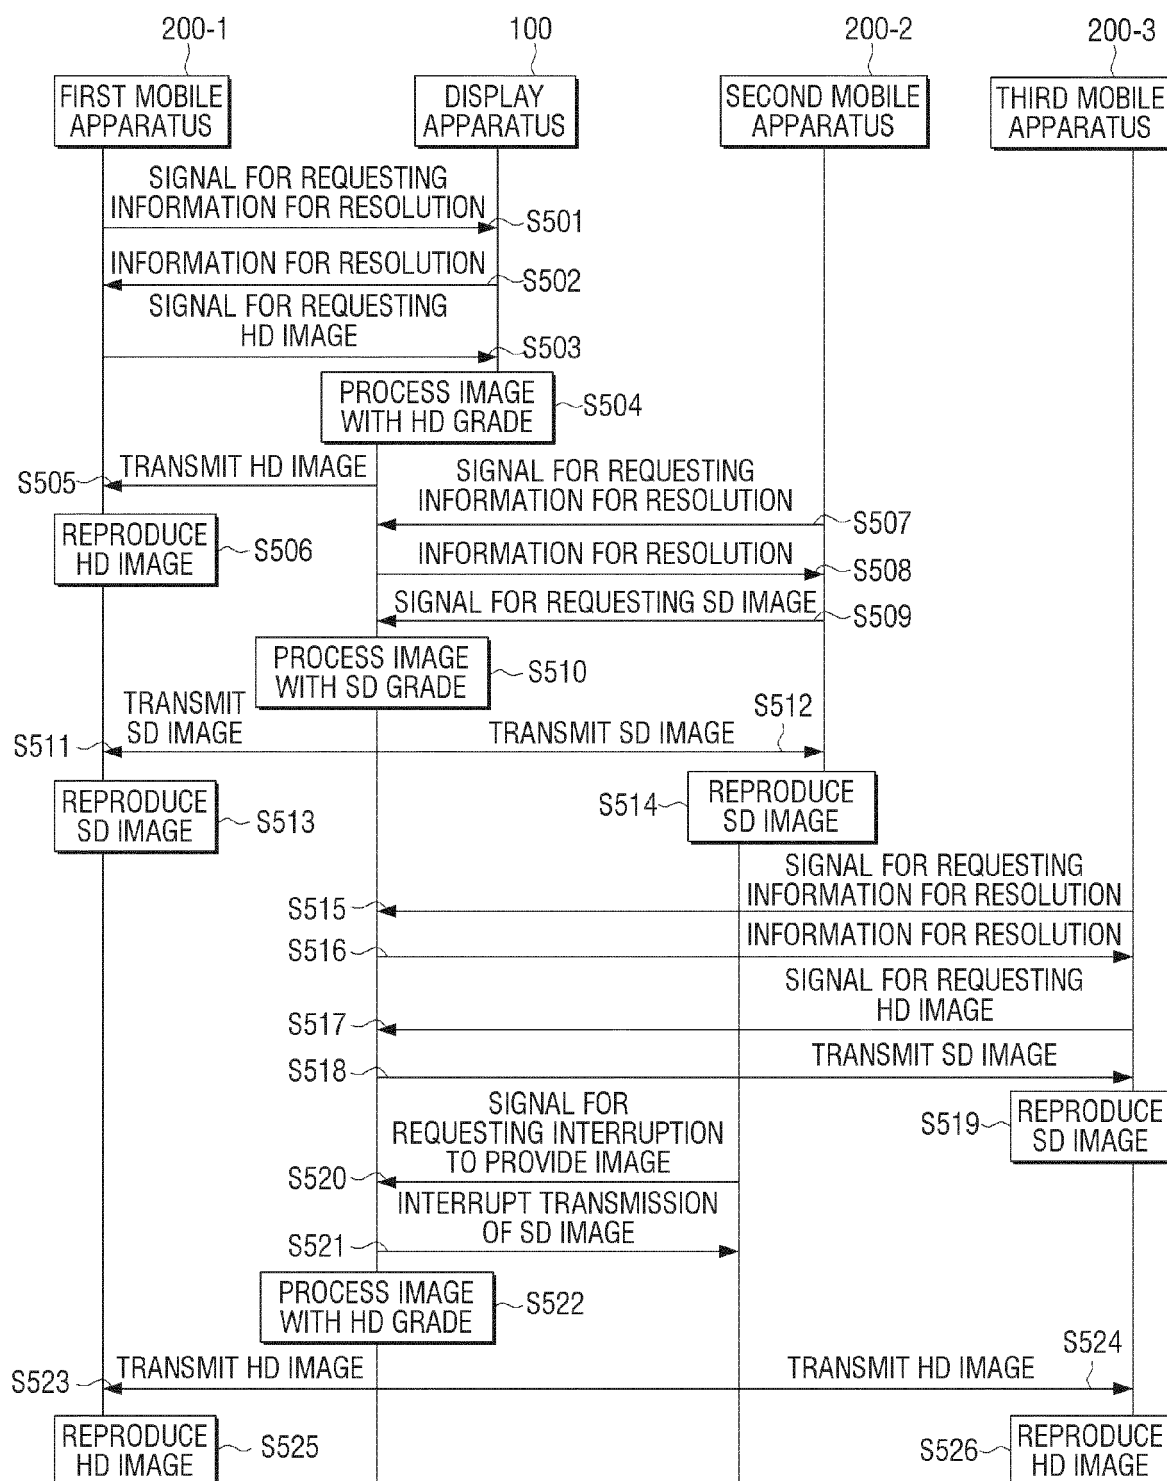 200-1
100
200-2
200-3
FIRST MOBILE
APPARATUS
DISPLAY
APPARATUS
SECOND MOBILE
APPARATUS
THIRD MOBILE
APPARATUS
SIGNAL FOR REQUESTING
INFORMATION FOR RESOLUTION
S501
INFORMATION FOR RESOLUTION
S502
SIGNAL FOR REQUESTING
HD IMAGE
S503
PROCESS IMAGE
WITH HD GRADE
S504
TRANSMIT HD IMAGE
S505
SIGNAL FOR REQUESTING
INFORMATION FOR RESOLUTION
S507
REPRODUCE
HD IMAGE
S506
INFORMATION FOR RESOLUTION
S508
SIGNAL FOR REQUESTING SD IMAGE
S509
PROCESS IMAGE
WITH SD GRADE
S510
TRANSMIT
SD IMAGE
S511
TRANSMIT SD IMAGE
S512
REPRODUCE
SD IMAGE
S513
S514
REPRODUCE
SD IMAGE
SIGNAL FOR REQUESTING
INFORMATION FOR RESOLUTION
S515
INFORMATION FOR RESOLUTION
S516
SIGNAL FOR REQUESTING
HD IMAGE
S517
TRANSMIT SD IMAGE
S518
REPRODUCE
SD IMAGE
S519
SIGNAL FOR
REQUESTING INTERRUPTION
TO PROVIDE IMAGE
S520
INTERRUPT TRANSMISSION
OF SD IMAGE
S521
PROCESS IMAGE
WITH HD GRADE
S522
TRANSMIT HD IMAGE
S523
TRANSMIT HD IMAGE
S524
REPRODUCE
HD IMAGE
S525
S526
REPRODUCE
HD IMAGE